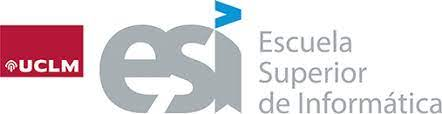 UCLM
esi
Escuela
Superior
de Informática